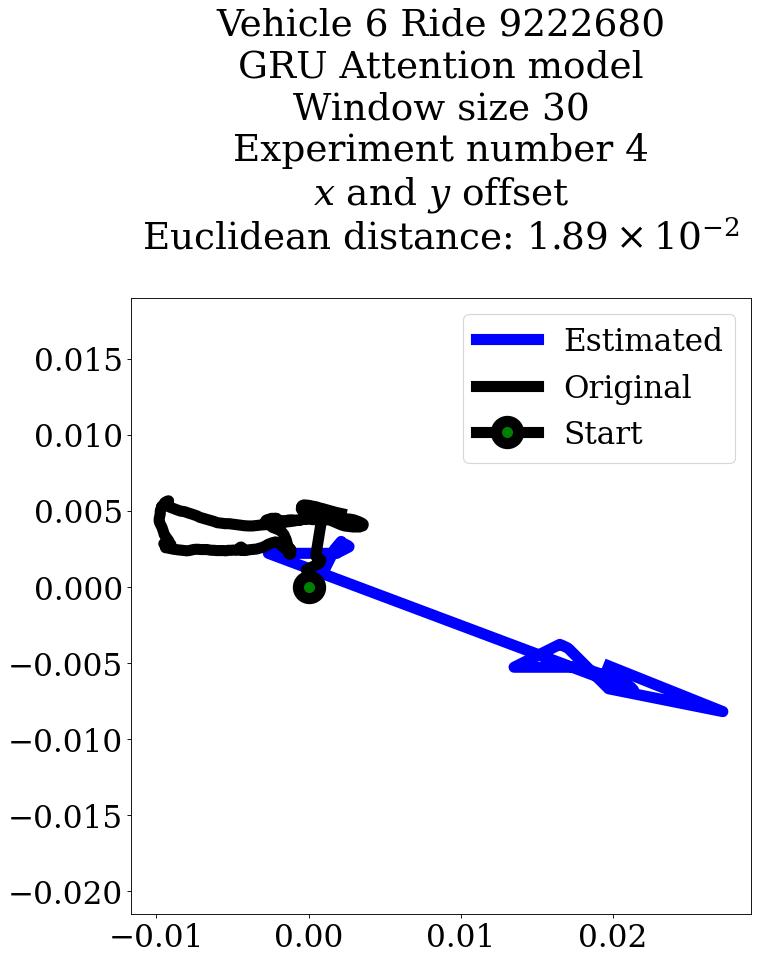 Vehicle 6 Ride 9222680
GRU Attention model
Window size 30
Experiment number 4
x and y offset
Euclidean distance: 1.89 × 10⁻²
Estimated
Original
Start
0.015
0.010
0.005
0.000
−0.005
−0.010
−0.015
−0.020
−0.01 0.00 0.01 0.02